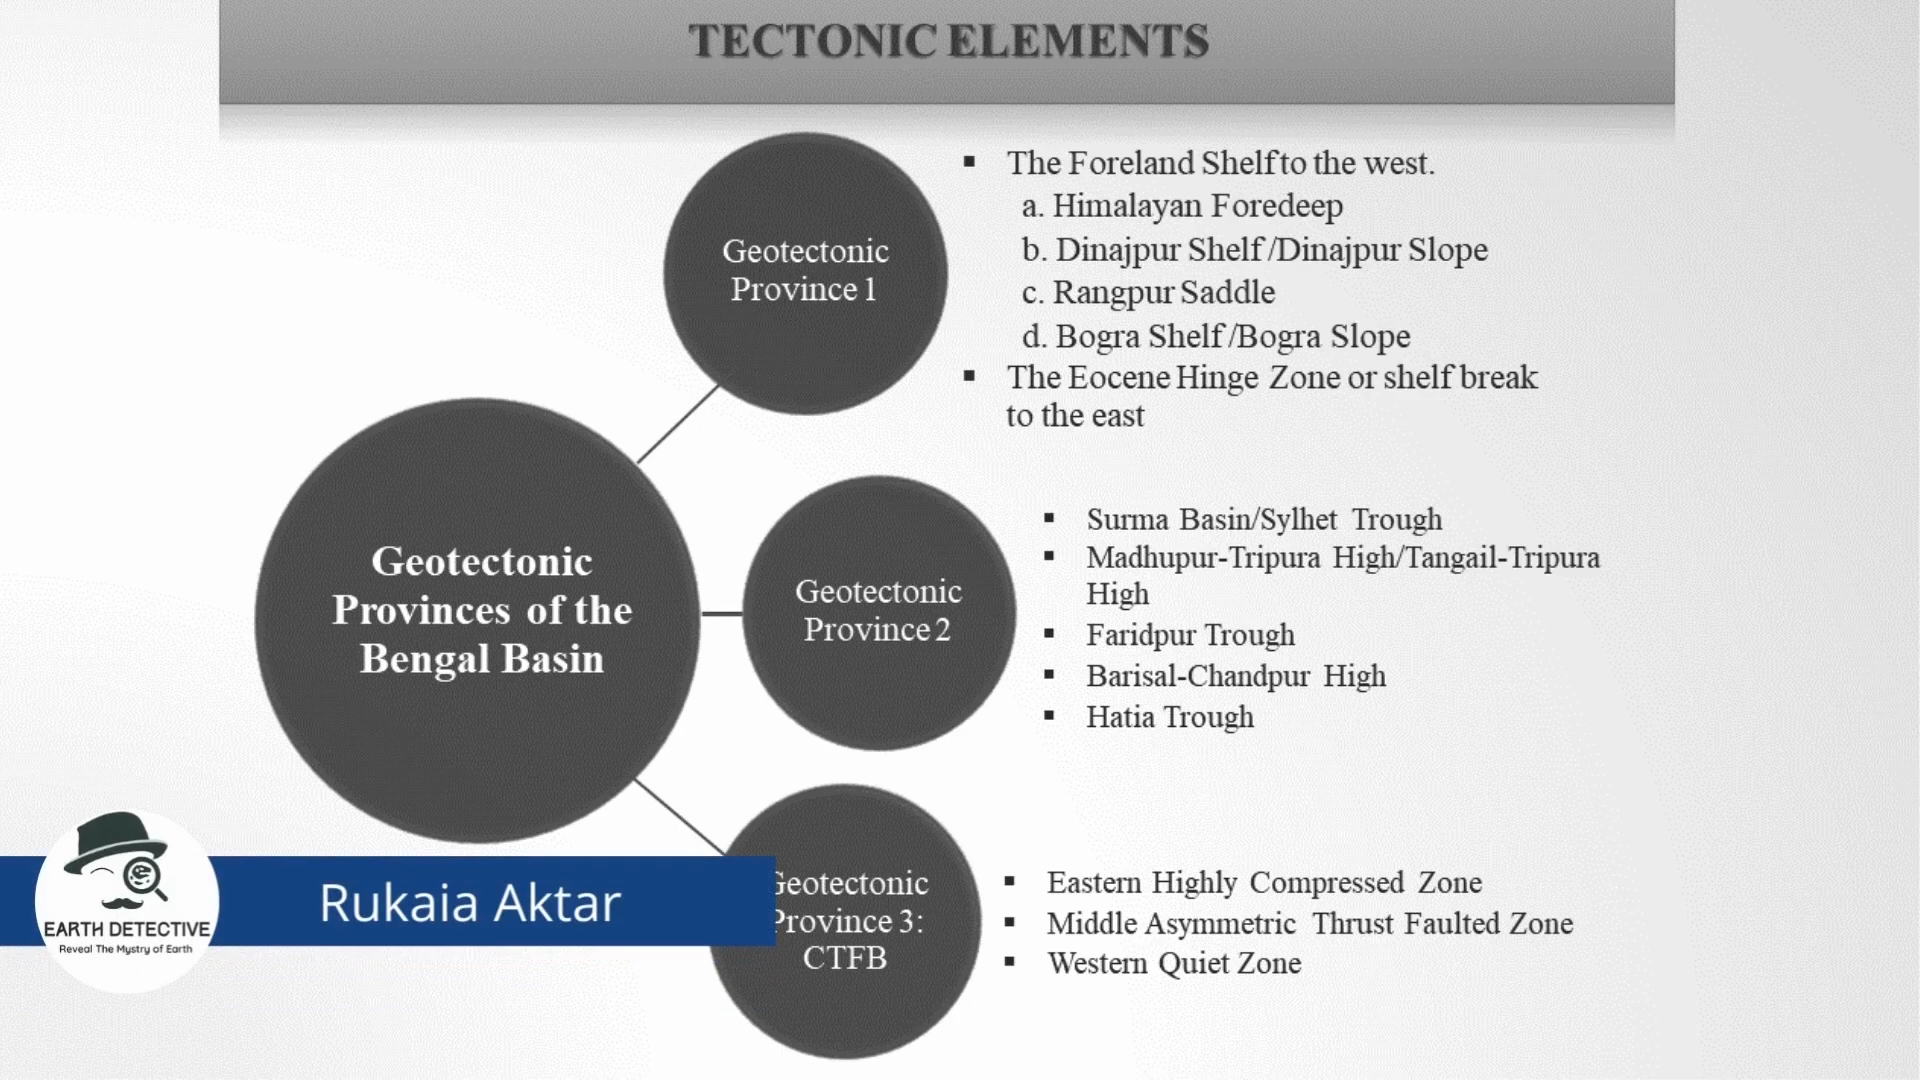 TECTONIC ELEMENTS
Geotectonic
Province 1
▪ The Foreland Shelf to the west.
a. Himalayan Foredeep
b. Dinajpur Shelf/Dinajpur Slope
c. Rangpur Saddle
d. Bogra Shelf/Bogra Slope
▪ The Eocene Hinge Zone or shelf break
to the east
Geotectonic
Provinces of the
Bengal Basin
Geotectonic
Province 2
▪ Surma Basin/Sylhet Trough
▪ Madhupur-Tripura High/Tangail-Tripura
High
▪ Faridpur Trough
▪ Barisal-Chandpur High
▪ Hatia Trough
Geotectonic
Province 3:
CTFB
▪ Eastern Highly Compressed Zone
▪ Middle Asymmetric Thrust Faulted Zone
▪ Western Quiet Zone
Rukaia Aktar
EARTH DETECTIVE
Reveal The Mystry of Earth